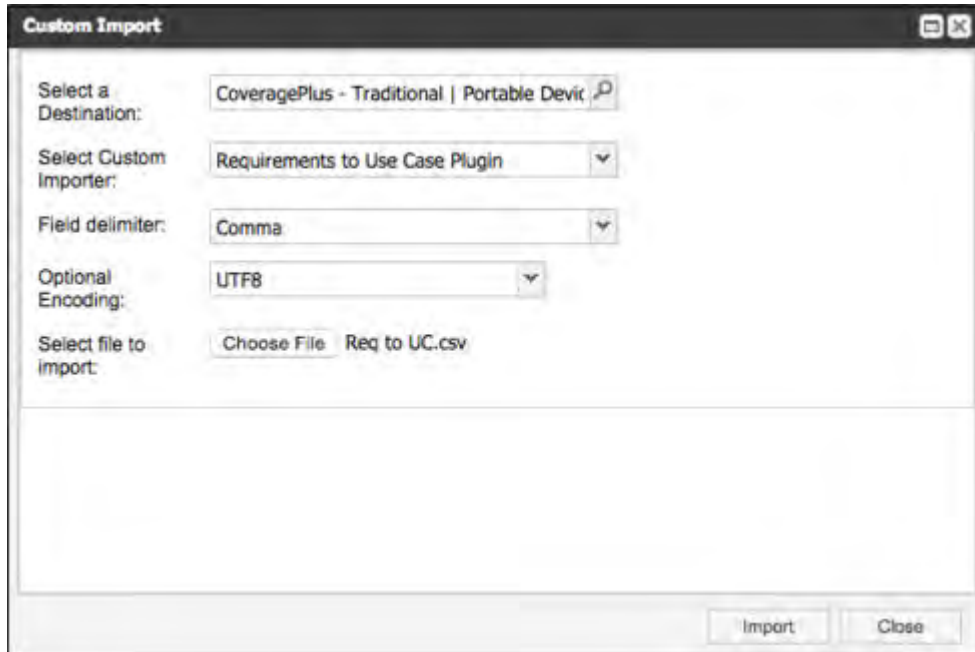 Custom Import
Select a
Destination:
CoveragePlus - Traditional | Portable Devic
Select Custom
Importer:
Requirements to Use Case Plugin
Field delimiter:
Comma
Optional
Encoding:
UTF8
Select file to
import:
Choose File Req to UC.csv
Import Close